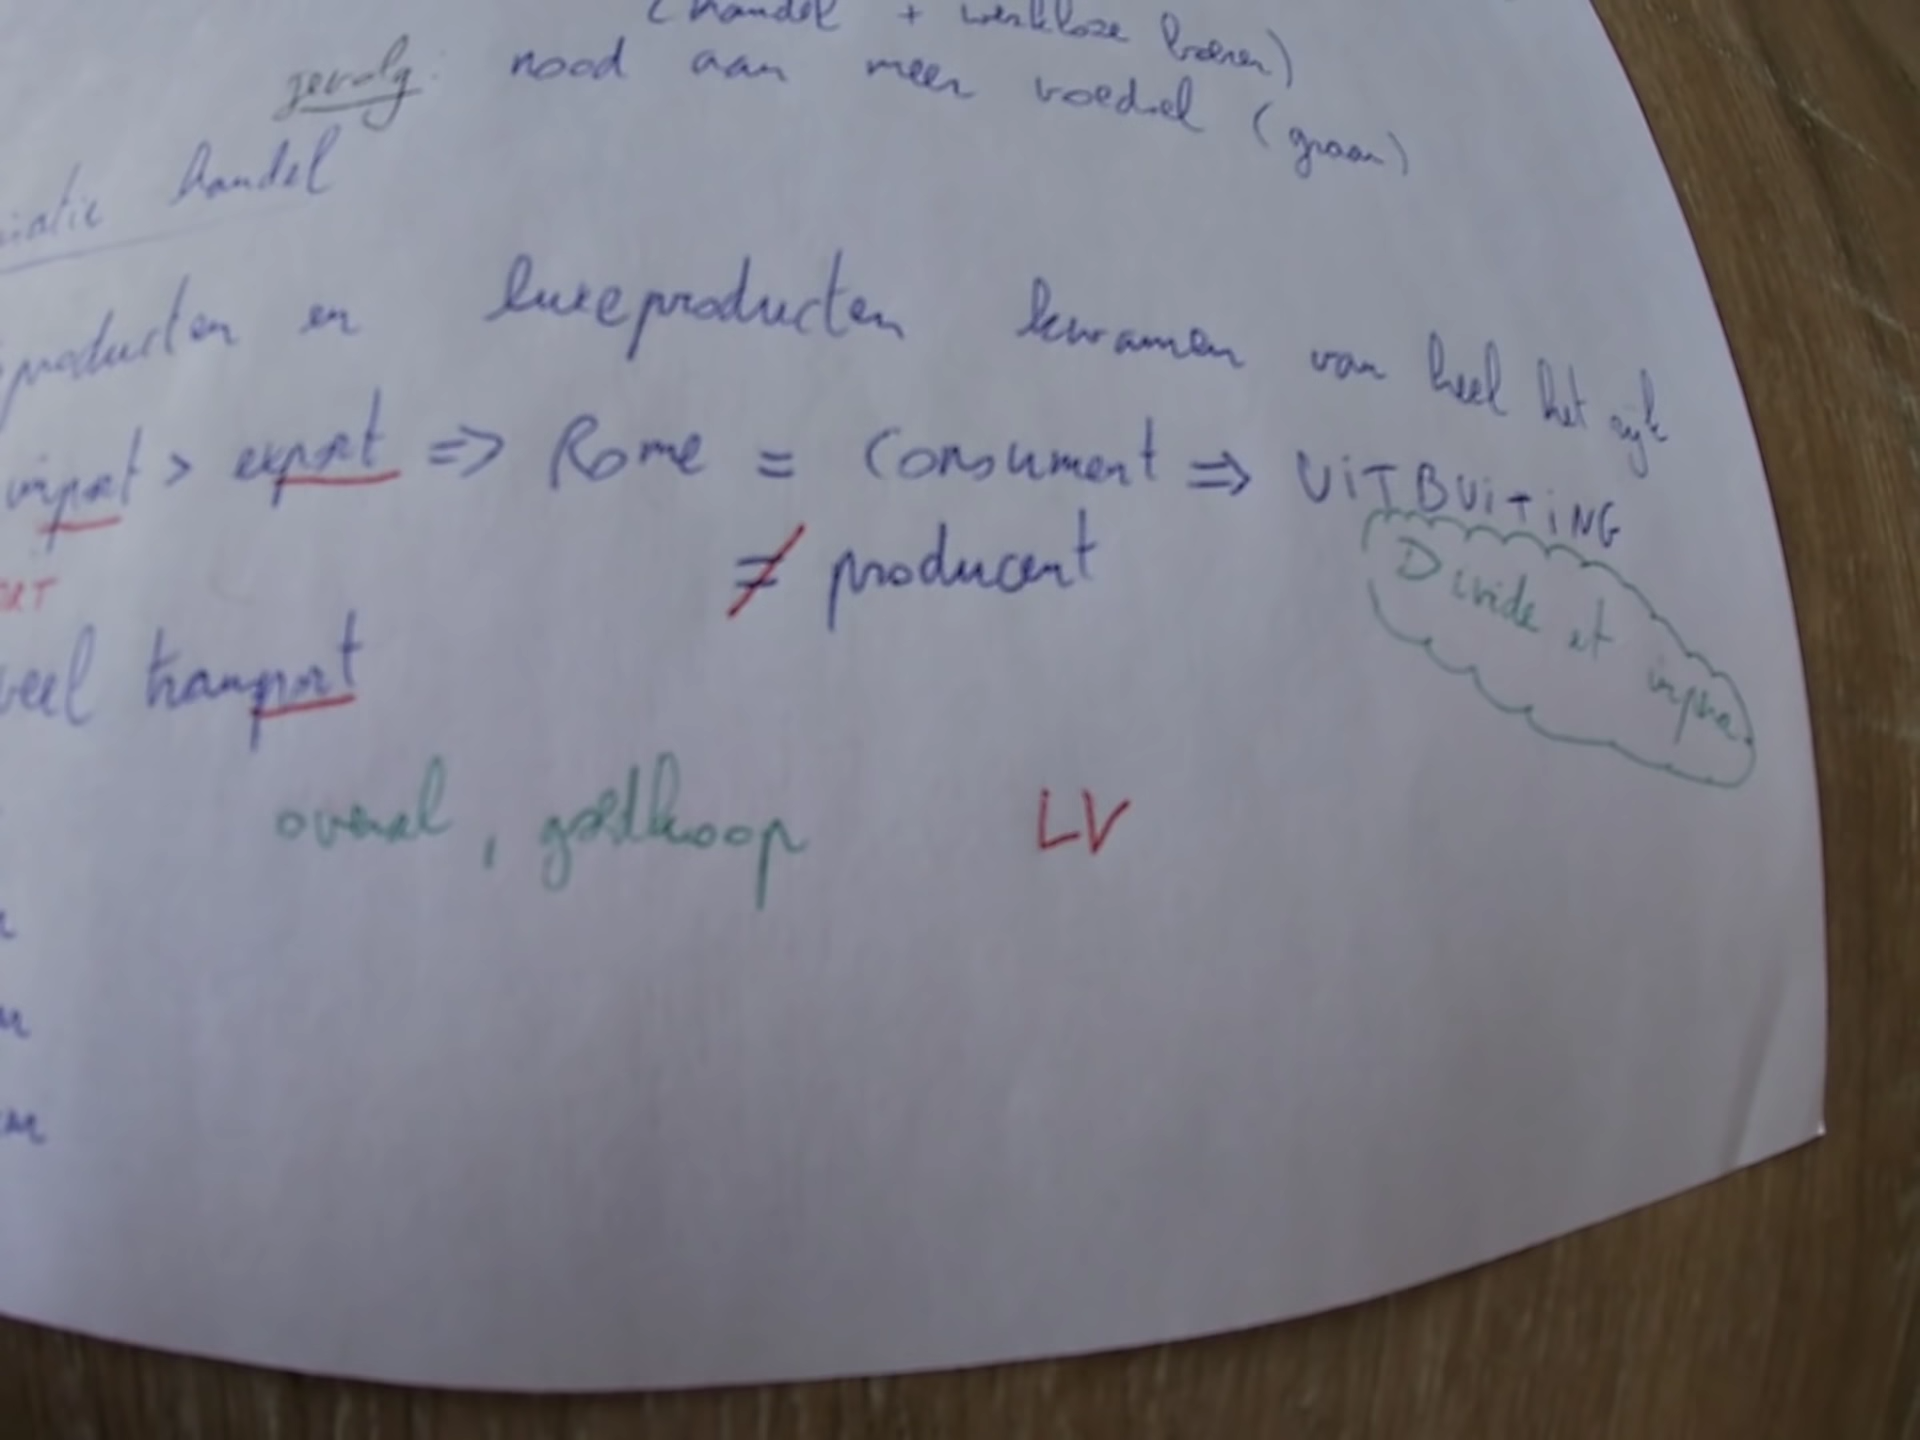 (handel + werkloze boeren)
gevolg: nood aan meer voedsel (graan)
handel
producten en luxeproducten kwamen van heel het rijk
import > export => Rome = Consument => UiTBUiTiNG
≠ producent
Divide et impera
veel transport
overal, goedkoop LV